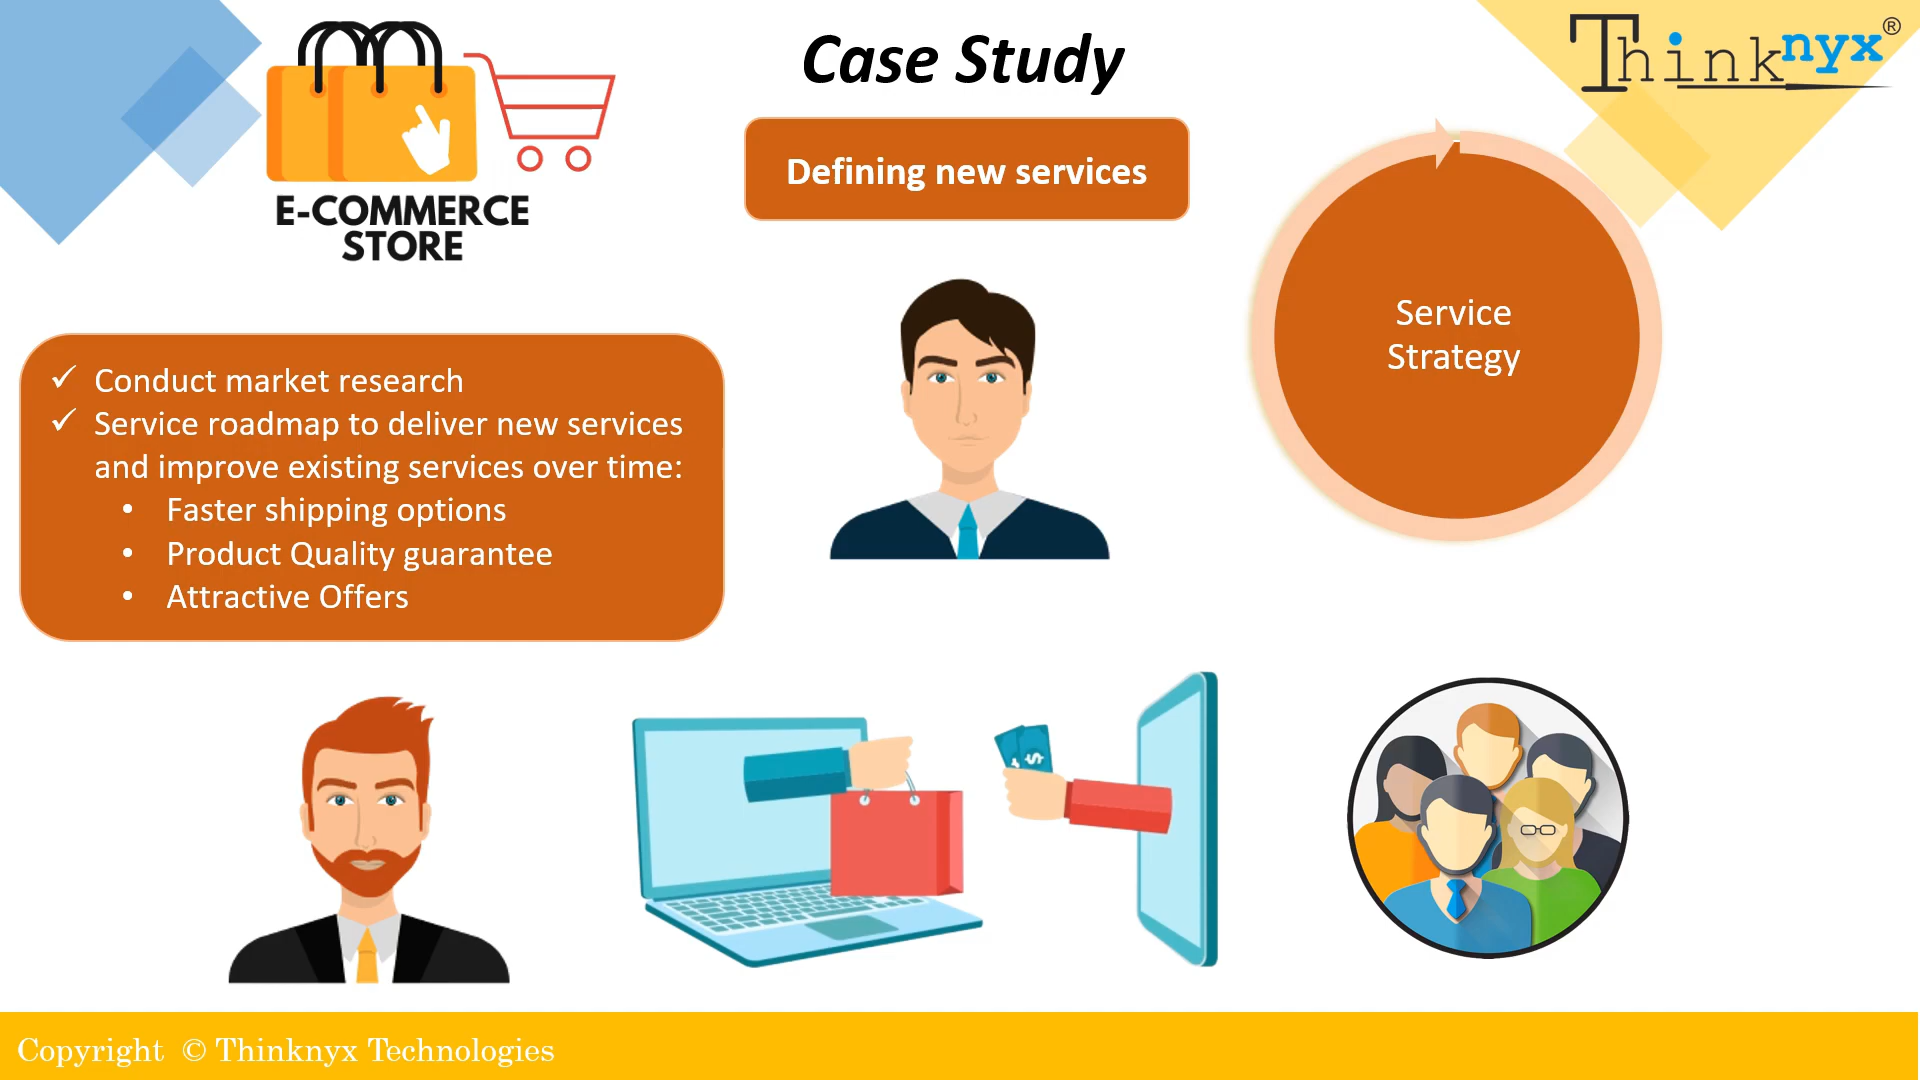 Case Study
Thinknyx®
E-COMMERCE
STORE
Defining new services
Service
Strategy
✓ Conduct market research
✓ Service roadmap to deliver new services
and improve existing services over time:
• Faster shipping options
• Product Quality guarantee
• Attractive Offers
$
Copyright © Thinknyx Technologies